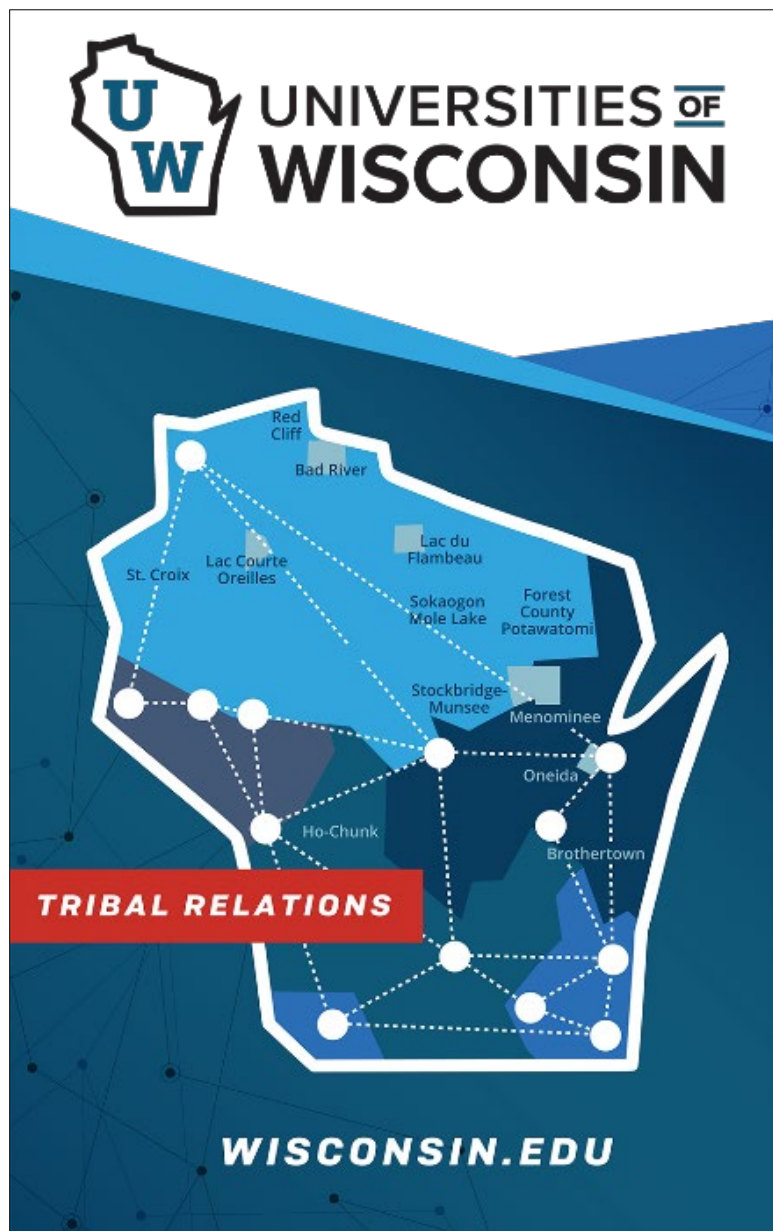 U
W
UNIVERSITIES OF
WISCONSIN
Red
Cliff
Bad River
Lac du
Flambeau
St. Croix
Lac Courte
Oreilles
Sokaogon
Mole Lake
Forest
County
Potawatomi
Stockbridge-
Munsee
Menominee
Oneida
Ho-Chunk
Brothertown
TRIBAL RELATIONS
WISCONSIN.EDU